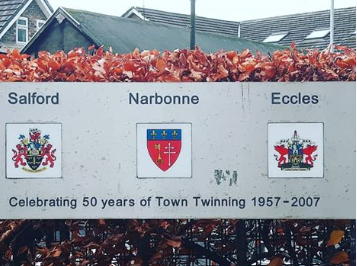 Salford Narbonne Eccles
Celebrating 50 years of Town Twinning 1957-2007